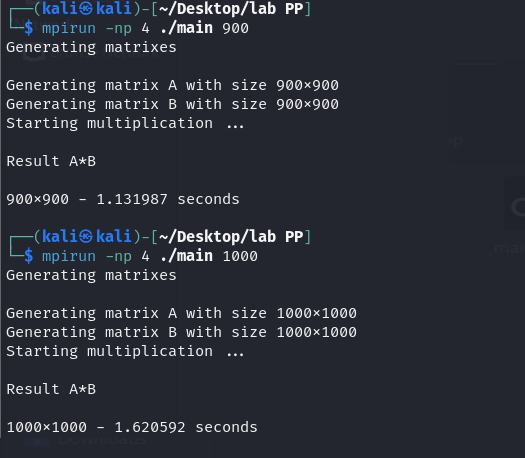 ┌──(kali㉿kali)-[~/Desktop/lab PP]
└─$ mpirun -np 4 ./main 900
Generating matrixes
Generating matrix A with size 900×900
Generating matrix B with size 900×900
Starting multiplication …
Result A*B
900×900 - 1.131987 seconds
┌──(kali㉿kali)-[~/Desktop/lab PP]
└─$ mpirun -np 4 ./main 1000
Generating matrixes
Generating matrix A with size 1000×1000
Generating matrix B with size 1000×1000
Starting multiplication …
Result A*B
1000×1000 - 1.620592 seconds